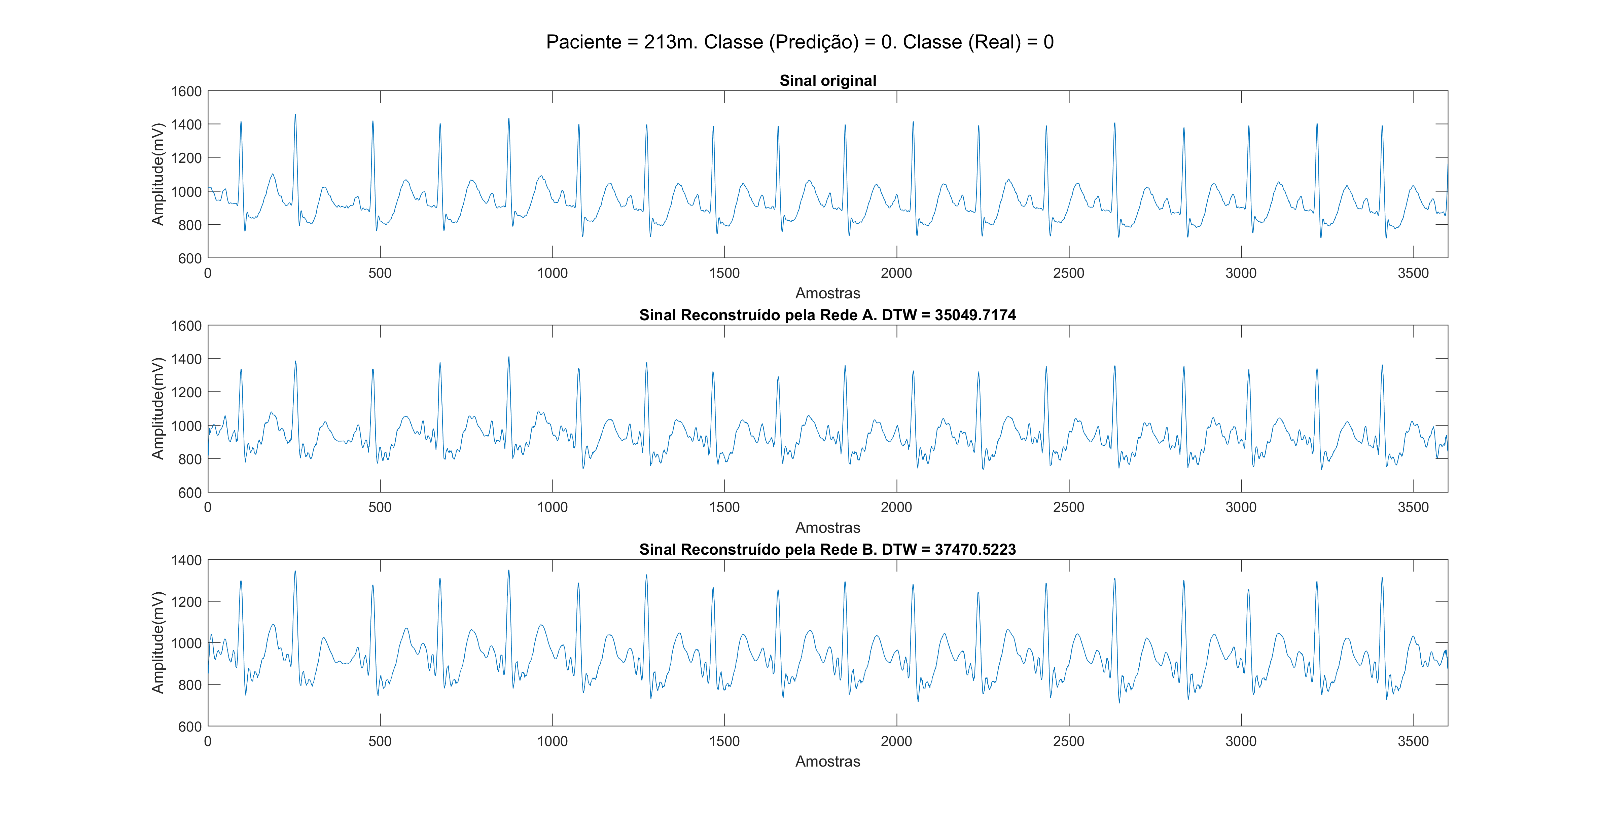 Paciente = 213m. Classe (Predição) = 0. Classe (Real) = 0
Sinal original
1600
1400
1200
1000
800
600
Amplitude(mV)
0 500 1000 1500 2000 2500 3000 3500
Amostras
Sinal Reconstruído pela Rede A. DTW = 35049.7174
1600
1400
1200
1000
800
600
Amplitude(mV)
0 500 1000 1500 2000 2500 3000 3500
Amostras
Sinal Reconstruído pela Rede B. DTW = 37470.5223
1400
1200
1000
800
600
Amplitude(mV)
0 500 1000 1500 2000 2500 3000 3500
Amostras